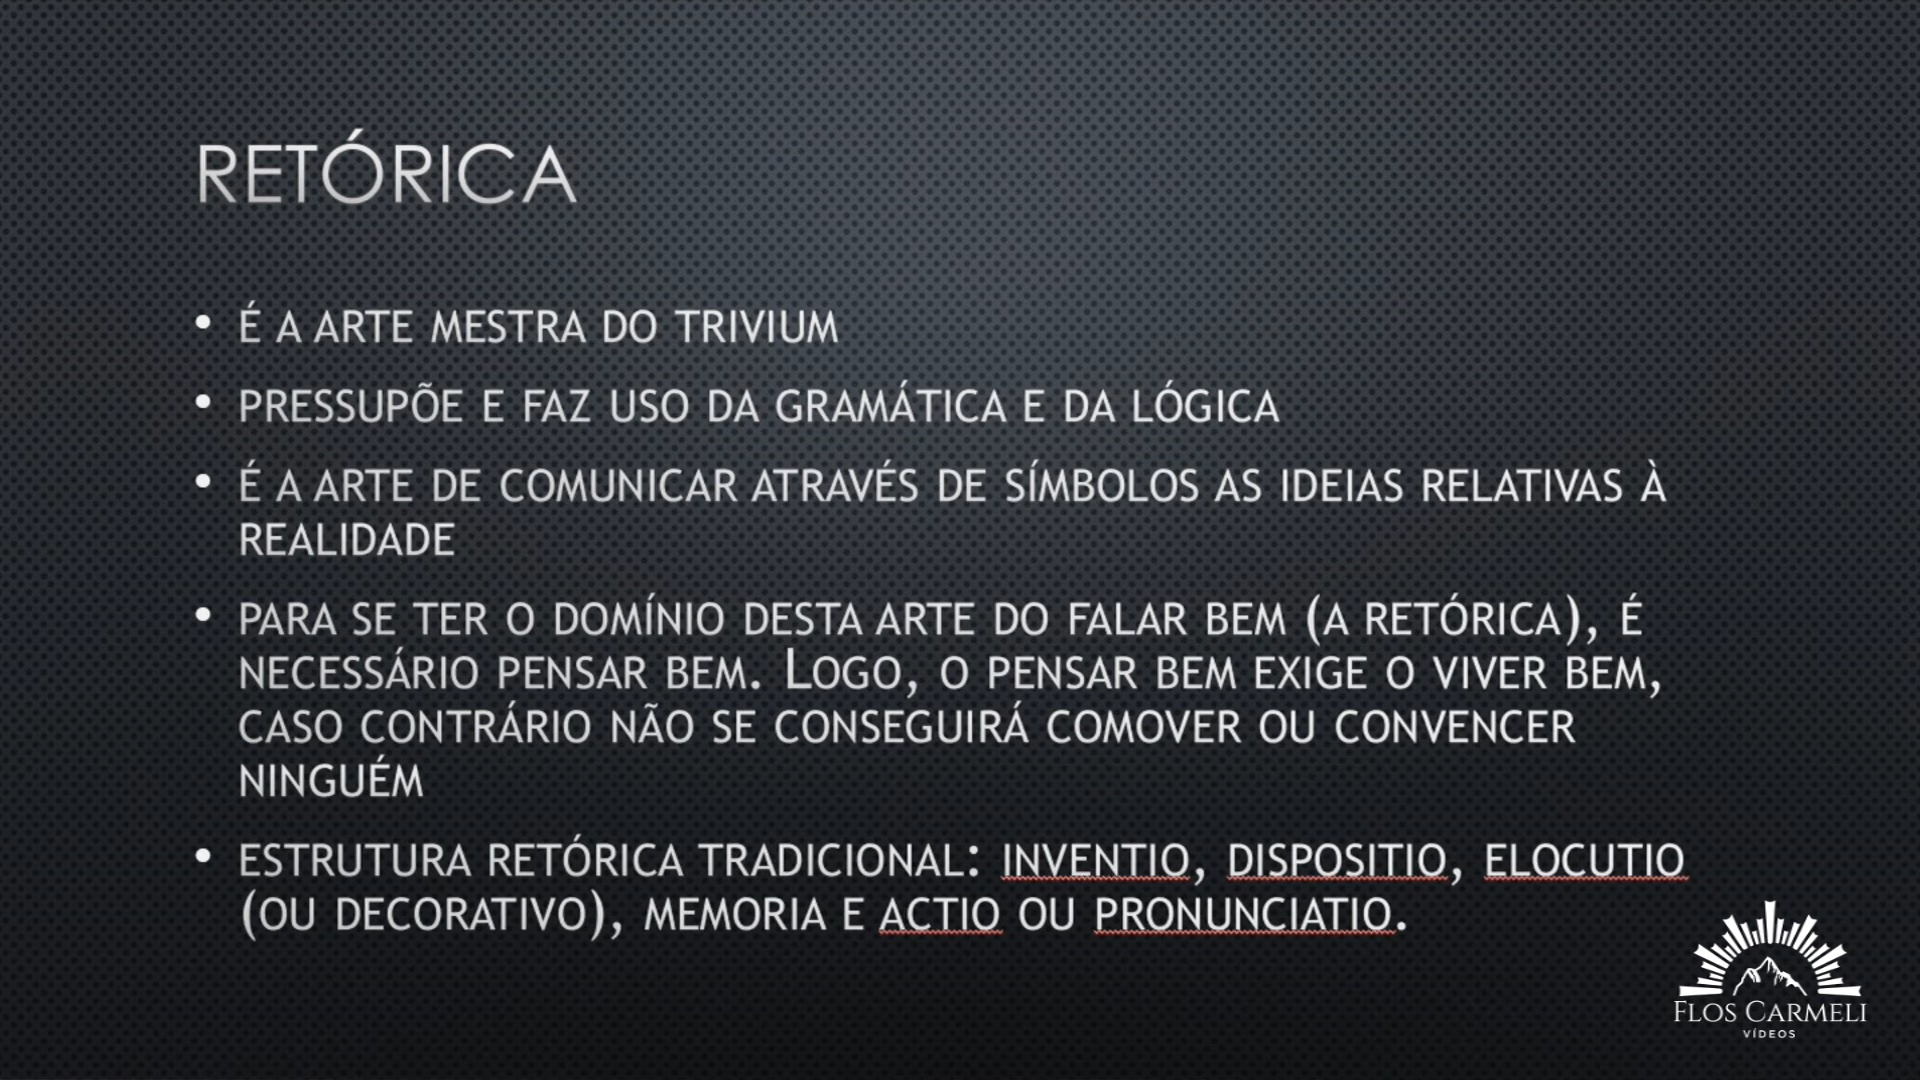 RETÓRICA
• É A ARTE MESTRA DO TRIVIUM
• PRESSUPÕE E FAZ USO DA GRAMÁTICA E DA LÓGICA
• É A ARTE DE COMUNICAR ATRAVÉS DE SÍMBOLOS AS IDEIAS RELATIVAS À
REALIDADE
• PARA SE TER O DOMÍNIO DESTA ARTE DO FALAR BEM (A RETÓRICA), É
NECESSÁRIO PENSAR BEM. LOGO, O PENSAR BEM EXIGE O VIVER BEM,
CASO CONTRÁRIO NÃO SE CONSEGUIRÁ COMOVER OU CONVENCER
NINGUÉM
• ESTRUTURA RETÓRICA TRADICIONAL: INVENTIO, DISPOSITIO, ELOCUTIO
(OU DECORATIVO), MEMORIA E ACTIO OU PRONUNCIATIO.
FLOS CARMELI
VÍDEOS